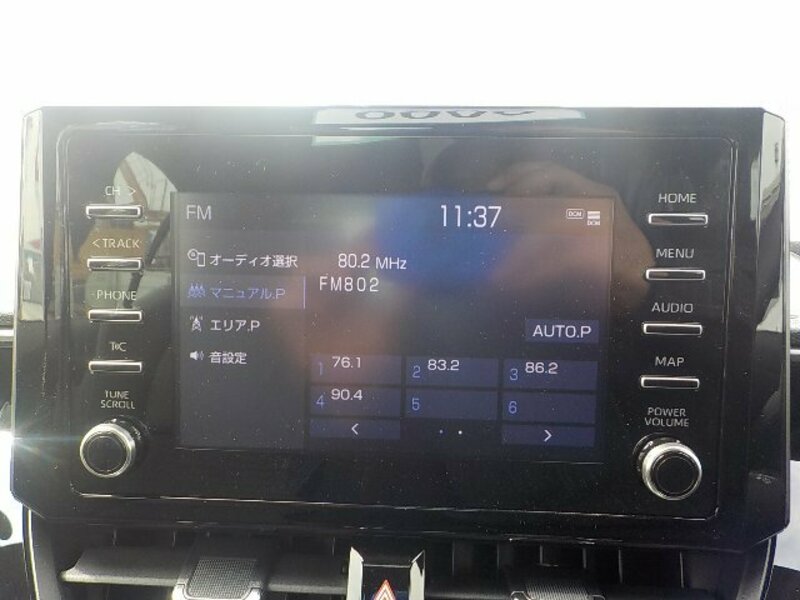 FM
11:37
DCM
DCM
オーディオ選択
80.2 MHz
マニュアル.P
FM802
エリア.P
AUTO.P
音設定
1 76.1
2 83.2
3 86.2
4 90.4
5
6
<
>
CH >
< TRACK
PHONE
TUNE
SCROLL
HOME
MENU
AUDIO
MAP
POWER
VOLUME